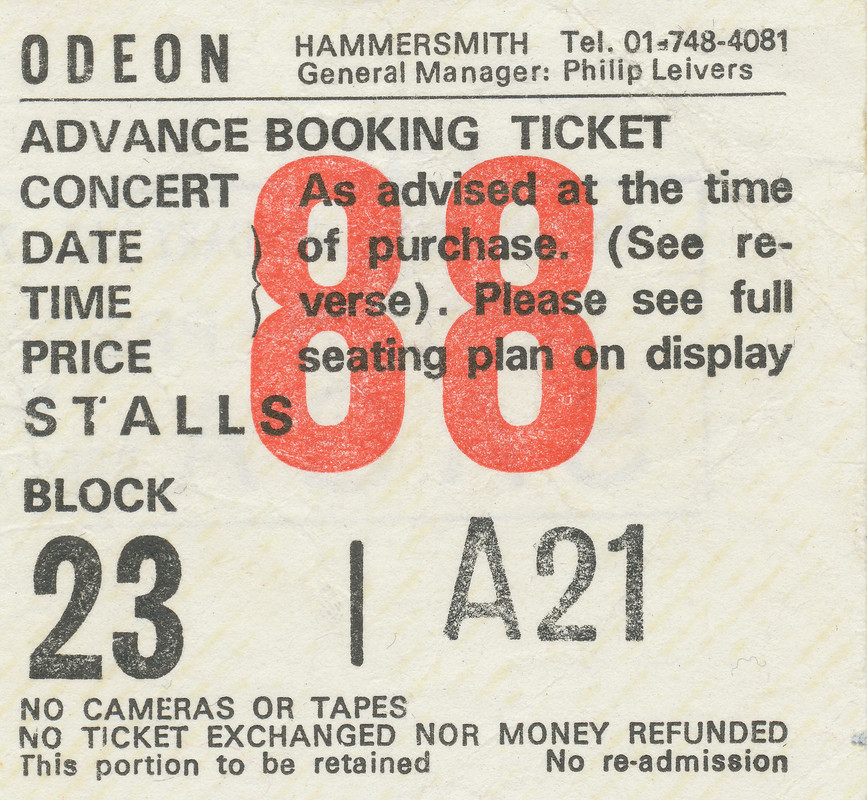 ODEON HAMMERSMITH Tel. 01-748-4081
General Manager: Philip Leivers
ADVANCE BOOKING TICKET
88
CONCERT As advised at the time
DATE of purchase. (See re-
TIME verse). Please see full
PRICE seating plan on display
STALLS
BLOCK
23 | A21
NO CAMERAS OR TAPES
NO TICKET EXCHANGED NOR MONEY REFUNDED
This portion to be retained No re-admission